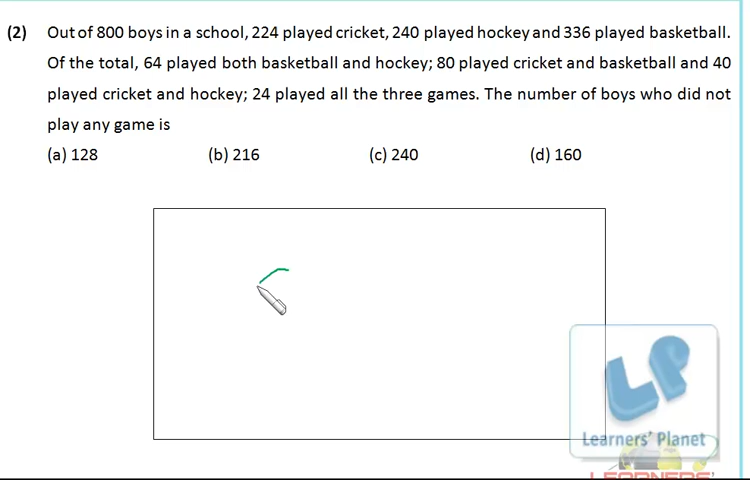 (2) Out of 800 boys in a school, 224 played cricket, 240 played hockey and 336 played basketball.
Of the total, 64 played both basketball and hockey; 80 played cricket and basketball and 40
played cricket and hockey; 24 played all the three games. The number of boys who did not
play any game is
(a) 128 (b) 216 (c) 240 (d) 160
LP
Learners' Planet
LEARNERS'